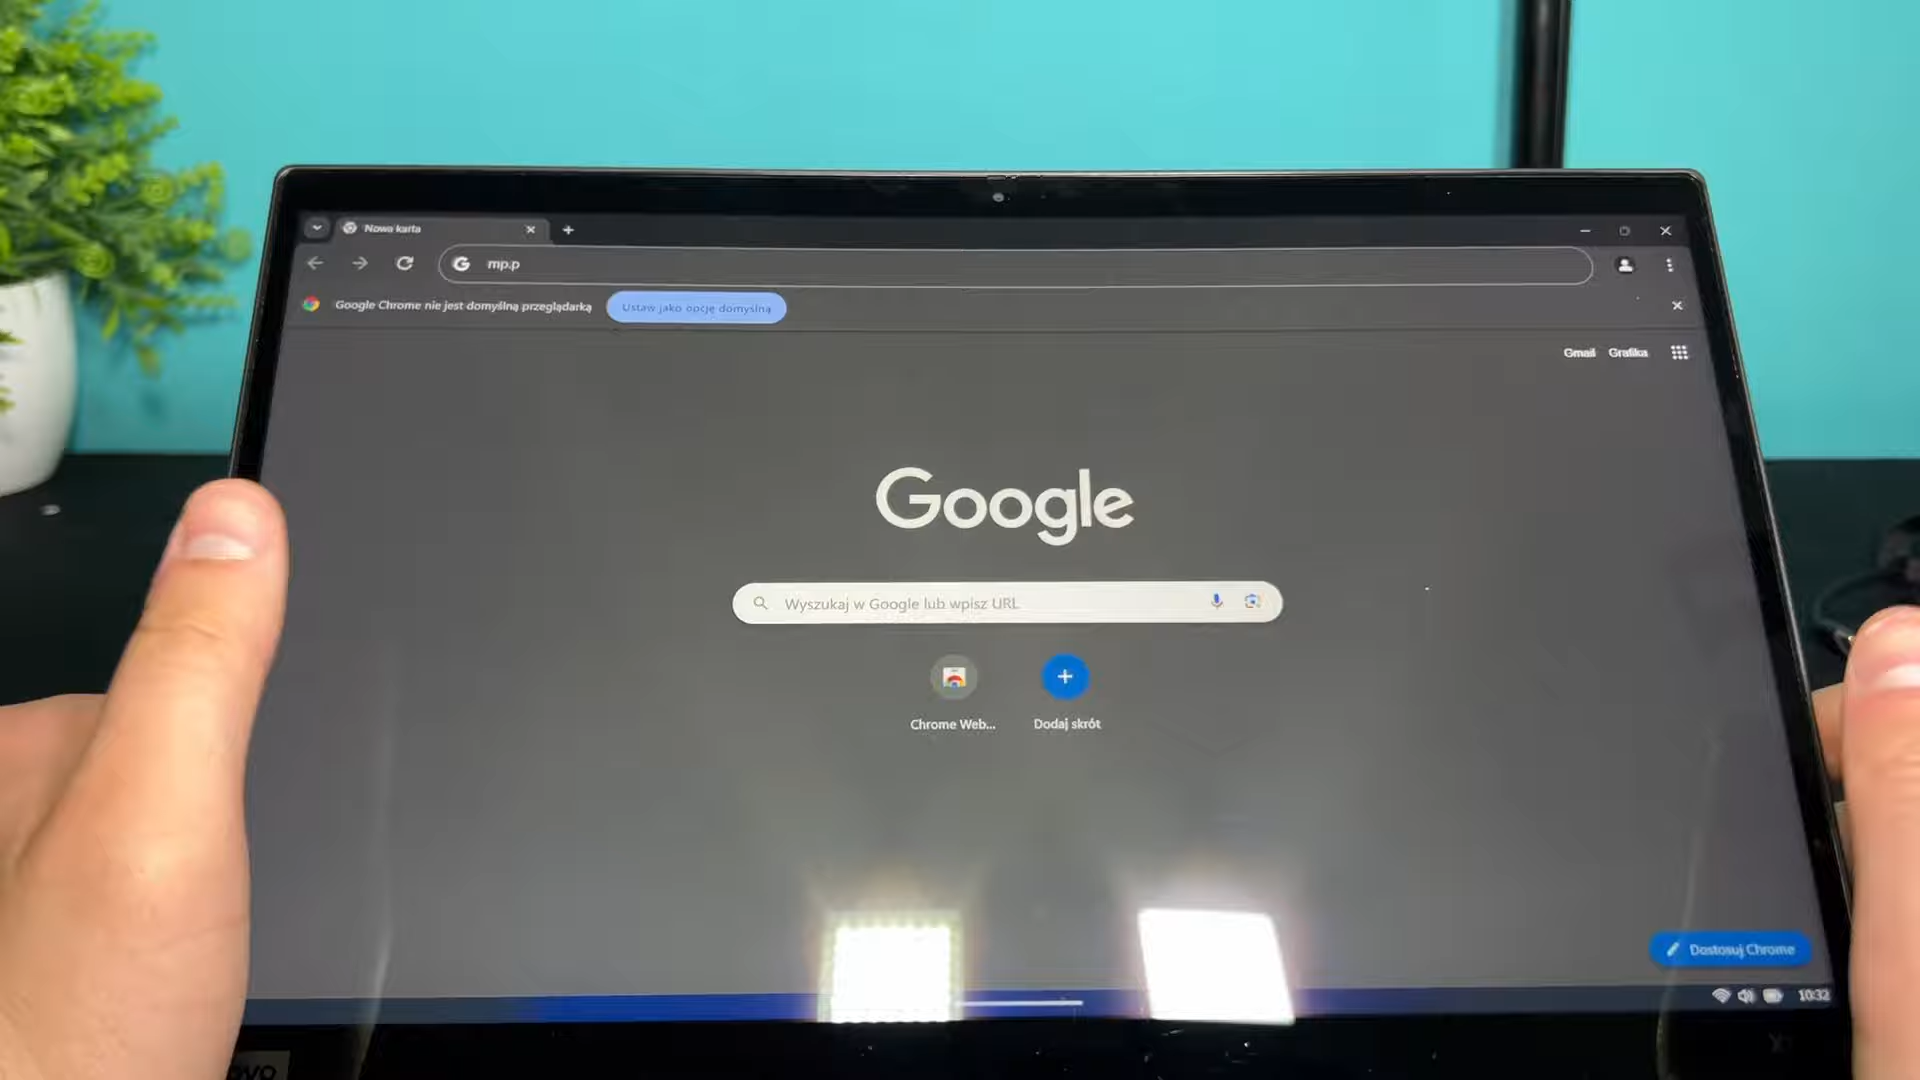 Nowa karta
mp.p
Google Chrome nie jest domyślną przeglądarką
Ustaw jako opcję domyślną
Gmail Grafika
Google
Wyszukaj w Google lub wpisz URL
Chrome Web...
Dodaj skrót
Dostosuj Chrome
10:32